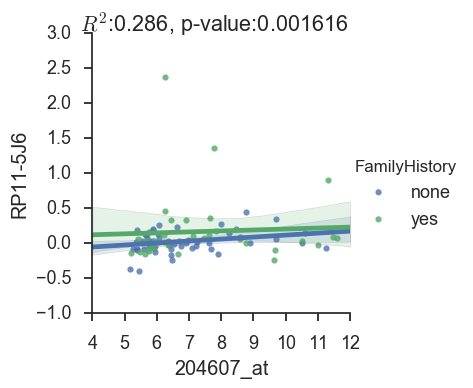 R²:0.286, p-value:0.001616
3.0
2.5
2.0
1.5
1.0
0.5
0.0
−0.5
−1.0
RP11-5J6
4 5 6 7 8 9 10 11 12
204607_at
FamilyHistory
none
yes